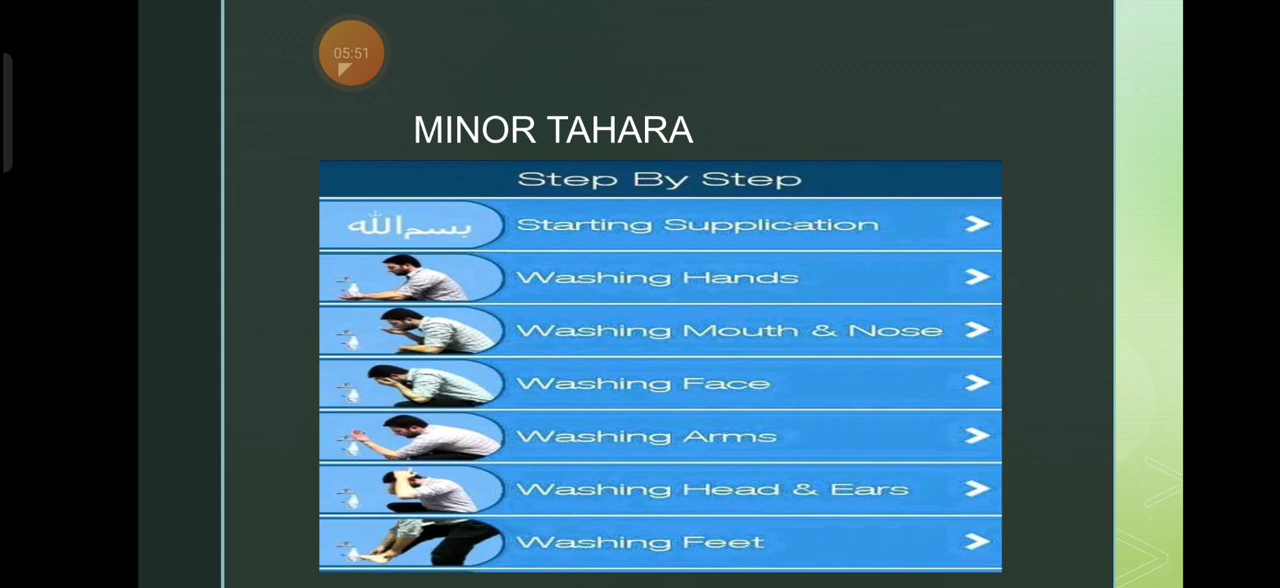 05:51
MINOR TAHARA
Step By Step
بسم الله
Starting Supplication
Washing Hands
Washing Mouth & Nose
Washing Face
Washing Arms
Washing Head & Ears
Washing Feet